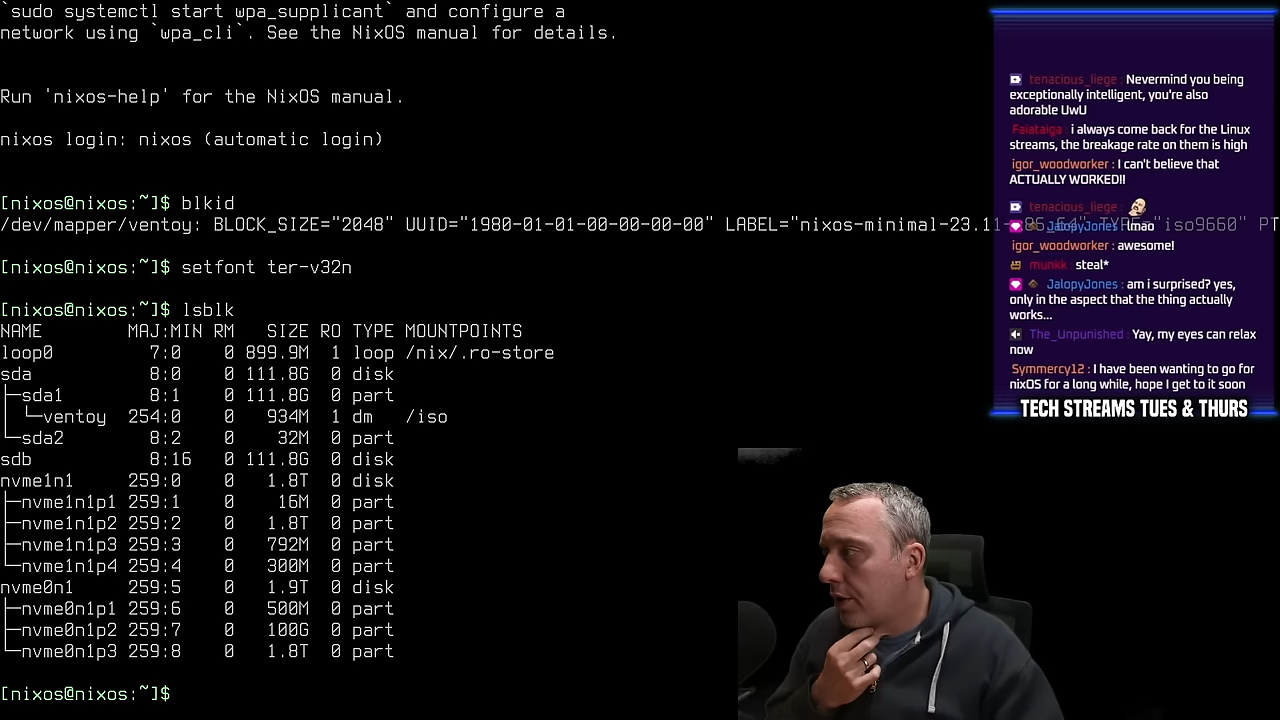 `sudo systemctl start wpa_supplicant` and configure a
network using `wpa_cli`. See the NixOS manual for details.
Run 'nixos-help' for the NixOS manual.
nixos login: nixos (automatic login)
[nixos@nixos:~]$ blkid
/dev/mapper/ventoy: BLOCK_SIZE="2048" UUID="1980-01-01-00-00-00-00" LABEL="nixos-minimal-23.11- TYPE="iso9660" PT
[nixos@nixos:~]$ setfont ter-v32n
[nixos@nixos:~]$ lsblk
NAME        MAJ:MIN RM   SIZE RO TYPE MOUNTPOINTS
loop0         7:0    0 899.9M  1 loop /nix/.ro-store
sda           8:0    0 111.8G  0 disk
├─sda1        8:1    0 111.8G  0 part
│ └─ventoy  254:0    0   934M  1 dm   /iso
└─sda2        8:2    0    32M  0 part
sdb           8:16   0 111.8G  0 disk
nvme1n1     259:0    0   1.8T  0 disk
├─nvme1n1p1 259:1    0    16M  0 part
├─nvme1n1p2 259:2    0   1.8T  0 part
├─nvme1n1p3 259:3    0   792M  0 part
└─nvme1n1p4 259:4    0   300M  0 part
nvme0n1     259:5    0   1.9T  0 disk
├─nvme0n1p1 259:6    0   500M  0 part
├─nvme0n1p2 259:7    0   100G  0 part
└─nvme0n1p3 259:8    0   1.8T  0 part
[nixos@nixos:~]$
tenacious_liege : Nevermind you being
exceptionally intelligent, you're also
adorable UwU
Faiataiga : i always come back for the Linux
streams, the breakage rate on them is high
igor_woodworker : I can't believe that
ACTUALLY WORKED!!
tenacious_liege :
JalopyJones : lmao
igor_woodworker : awesome!
munkk : steal*
JalopyJones : am i surprised? yes,
only in the aspect that the thing actually
works...
The_Unpunished : Yay, my eyes can relax
now
Symmercy12 : I have been wanting to go for
nixOS for a long while, hope I get to it soon
TECH STREAMS TUES & THURS